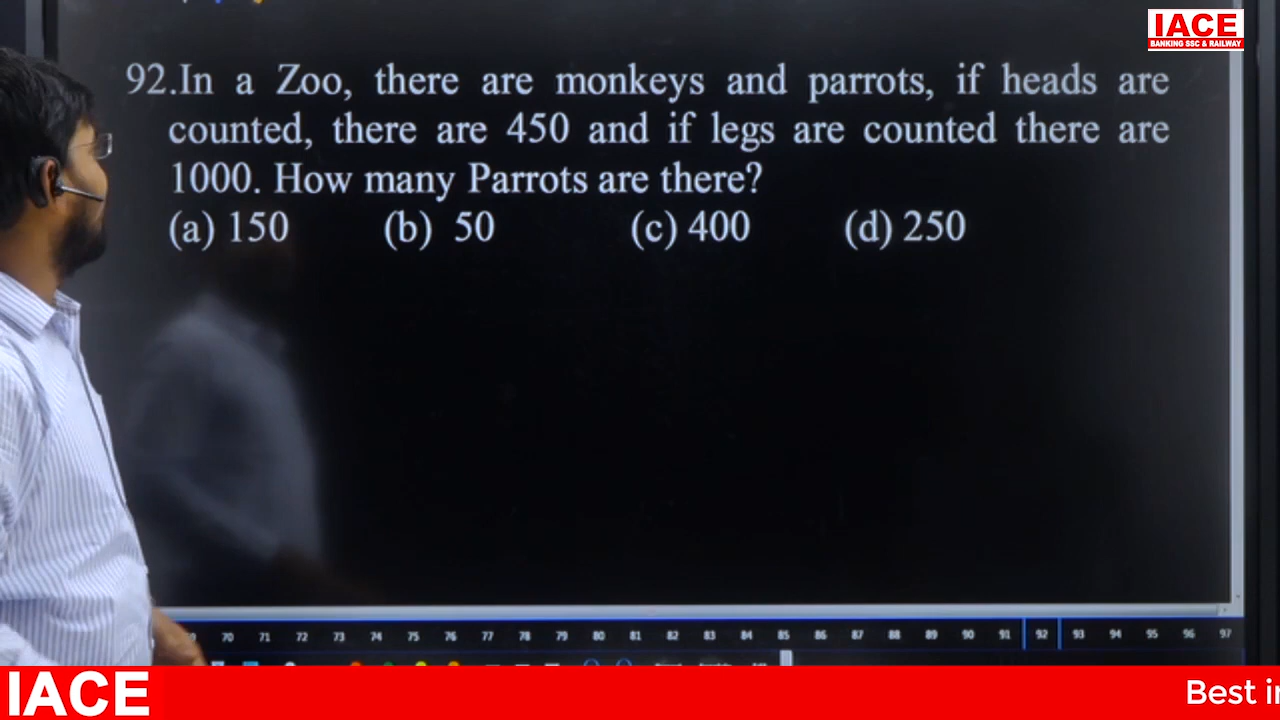 IACE
BANKING SSC & RAILWAY
92.In a Zoo, there are monkeys and parrots, if heads are
counted, there are 450 and if legs are counted there are
1000. How many Parrots are there?
(a) 150 (b) 50 (c) 400 (d) 250
70 71 72 73 74 75 76 77 78 79 80 81 82 83 84 85 86 87 88 89 90 91 92 93 94 95 96 97
IACE
Best in